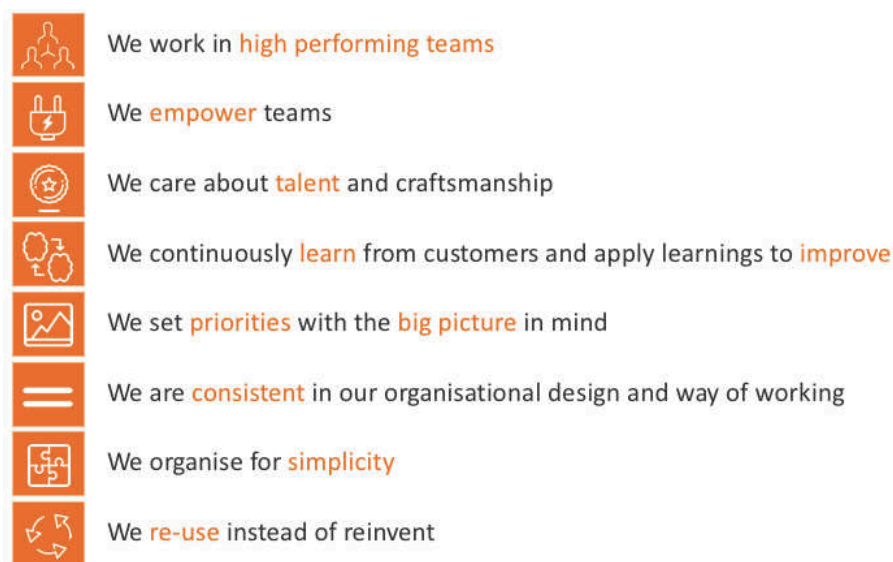 We work in high performing teams
We empower teams
We care about talent and craftsmanship
We continuously learn from customers and apply learnings to improve
We set priorities with the big picture in mind
We are consistent in our organisational design and way of working
We organise for simplicity
We re-use instead of reinvent